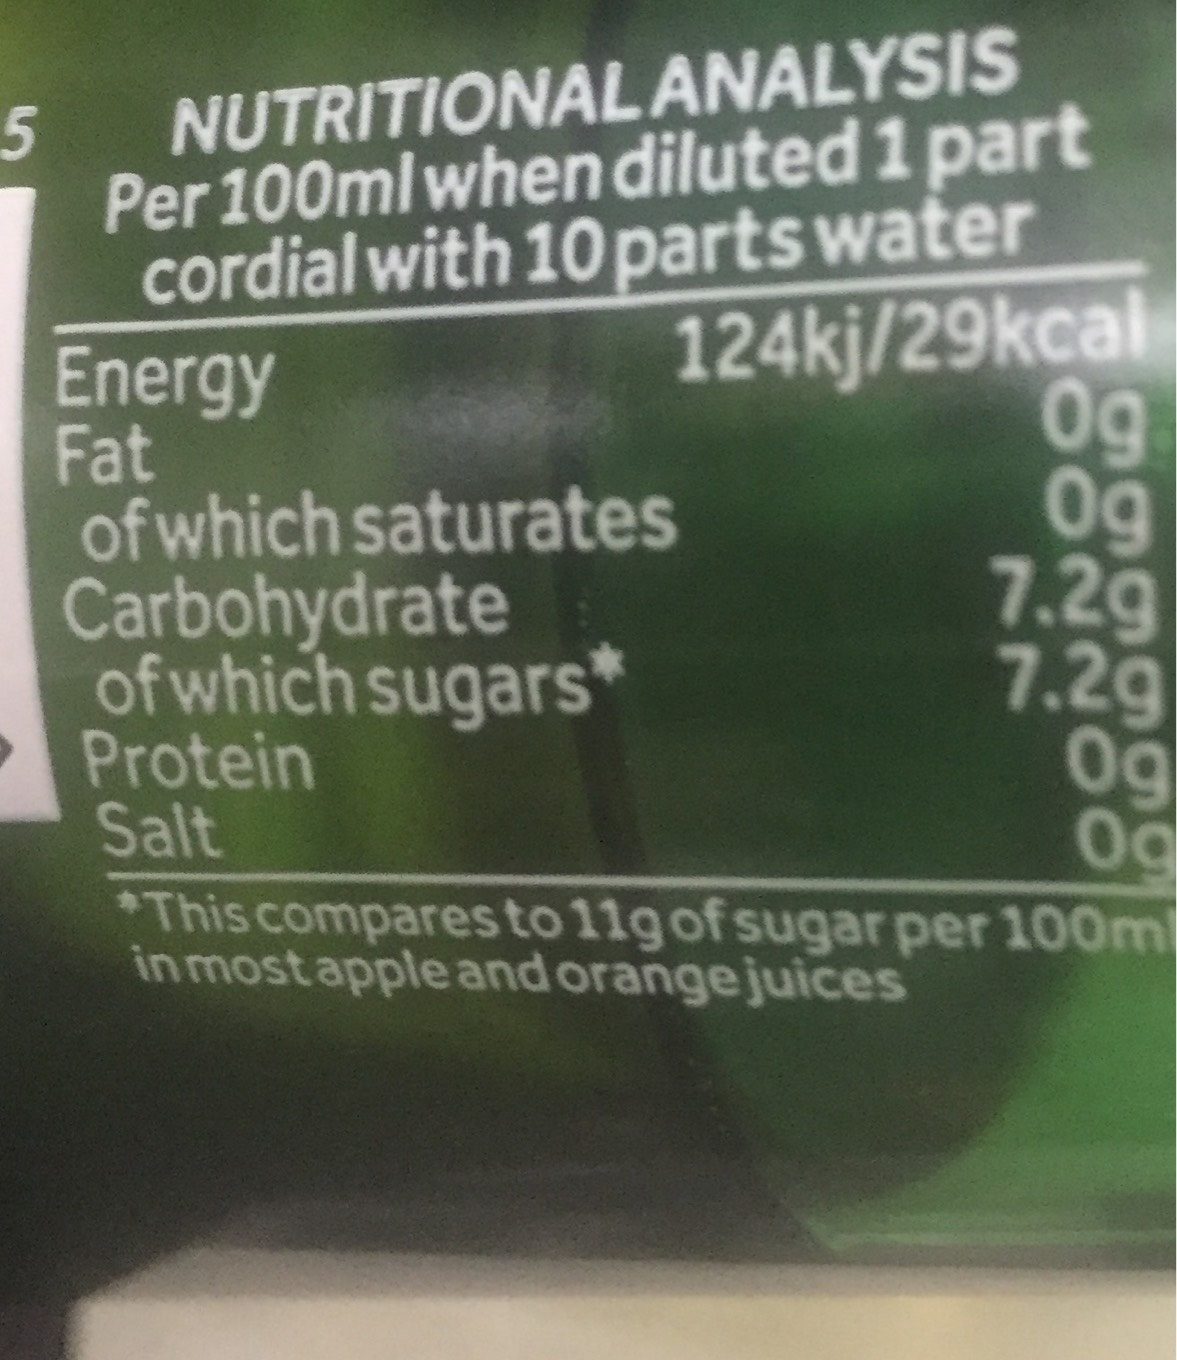 5
NUTRITIONAL ANALYSIS
Per 100ml when diluted 1 part
cordial with 10 parts water
Energy 124kj/29kcal
Fat 0g
of which saturates 0g
Carbohydrate 7.2g
of which sugars* 7.2g
Protein 0g
Salt 0g
*This compares to 11g of sugar per 100ml
in most apple and orange juices